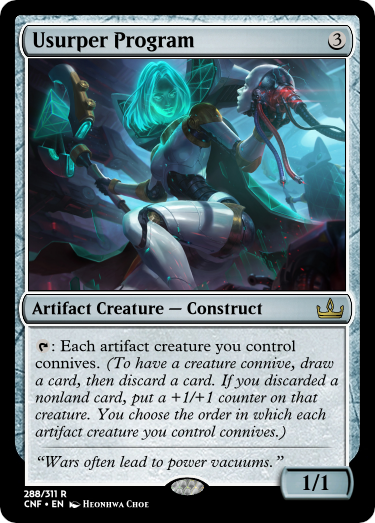 Usurper Program 3
Artifact Creature — Construct
: Each artifact creature you control
connives. (To have a creature connive, draw
a card, then discard a card. If you discarded a
nonland card, put a +1/+1 counter on that
creature. You choose the order in which each
artifact creature you control connives.)
“Wars often lead to power vacuums.”
1/1
288/311 R
CNF • EN Heonhwa Choe